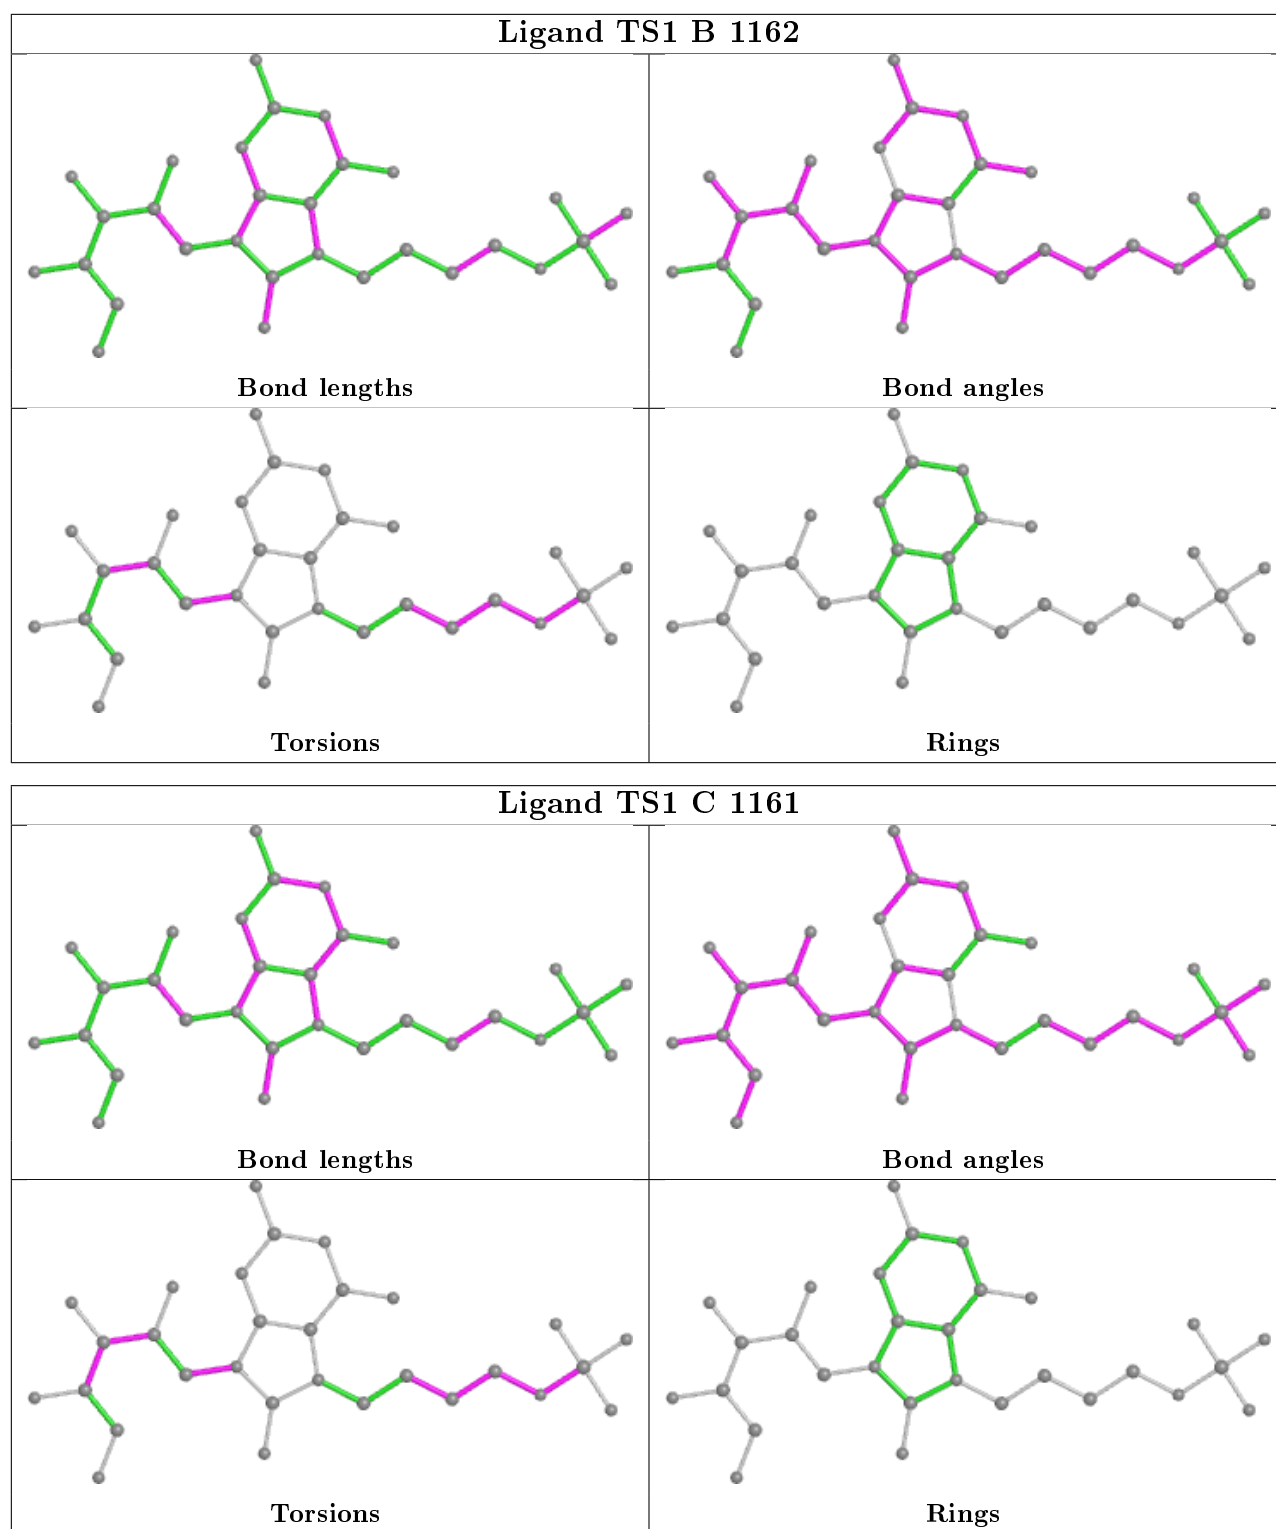 Ligand TS1 B 1162
Bond lengths
Bond angles
Torsions
Rings
Ligand TS1 C 1161
Bond lengths
Bond angles
Torsions
Rings